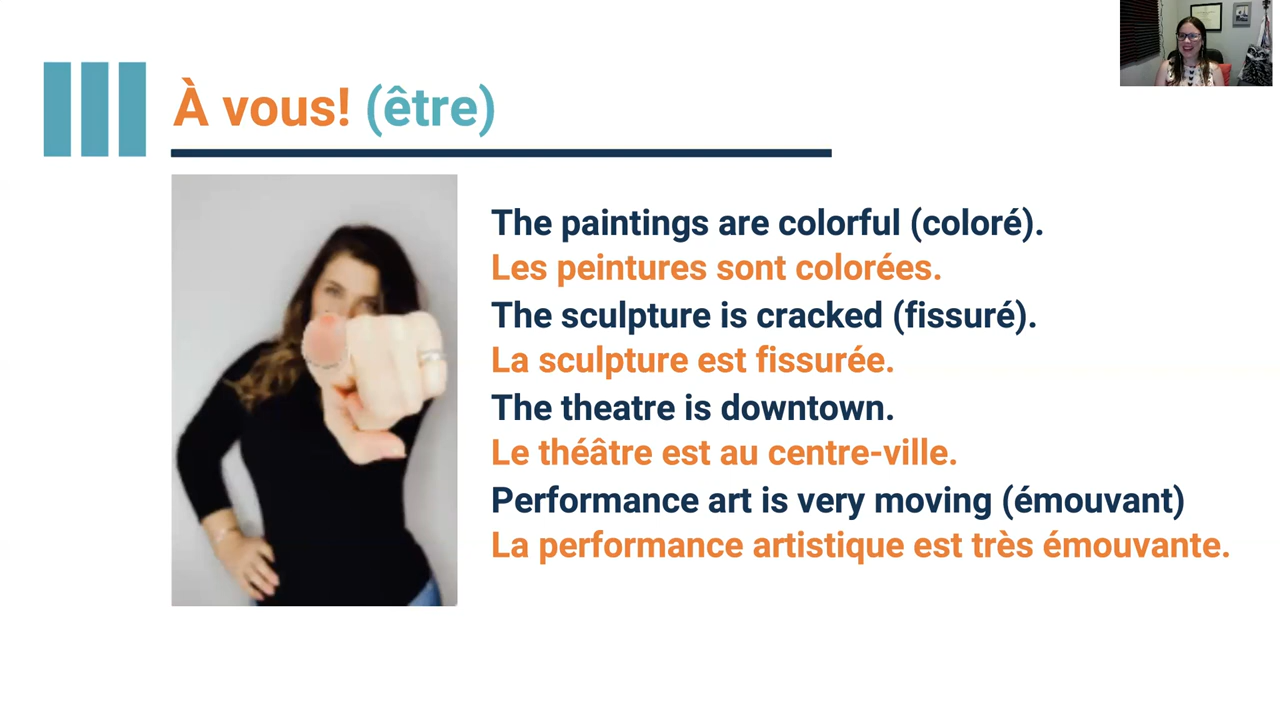 À vous! (être)
The paintings are colorful (coloré).
Les peintures sont colorées.
The sculpture is cracked (fissuré).
La sculpture est fissurée.
The theatre is downtown.
Le théâtre est au centre-ville.
Performance art is very moving (émouvant)
La performance artistique est très émouvante.